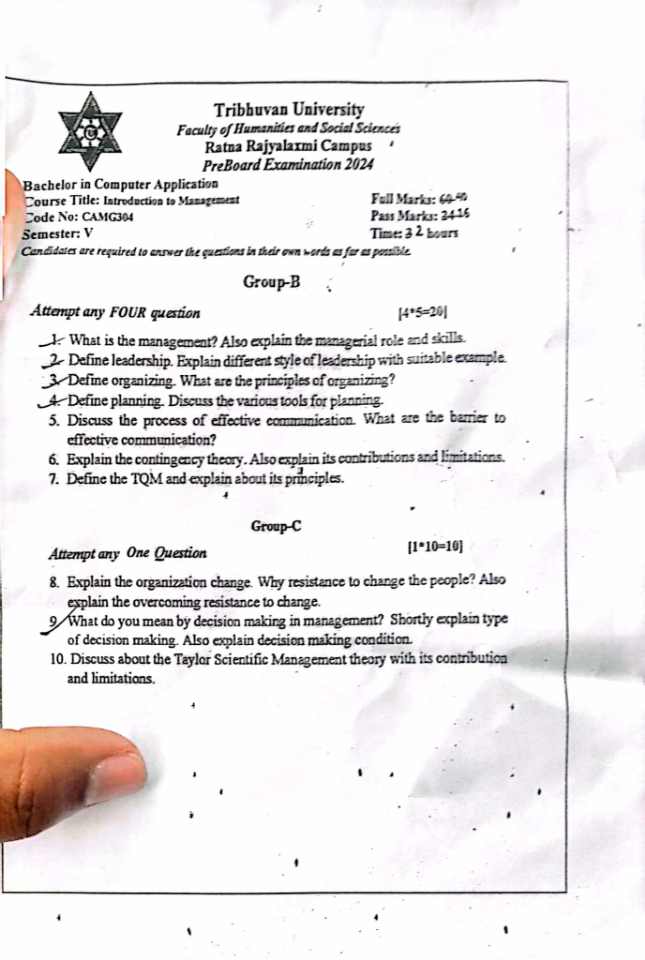 Tribhuvan University
Faculty of Humanities and Social Sciences
Ratna Rajyalaxmi Campus
PreBoard Examination 2024
Bachelor in Computer Application
Course Title: Introduction to Management
Full Marks: 60 40
Code No: CAMG304
Pass Marks: 24 16
Semester: V
Time: 3 2 hours
Candidates are required to answer the questions in their own words as far as possible.
Group-B
Attempt any FOUR question
[4*5=20]
1. What is the management? Also explain the managerial role and skills.
2. Define leadership. Explain different style of leadership with suitable example.
3. Define organizing. What are the principles of organizing?
4. Define planning. Discuss the various tools for planning.
5. Discuss the process of effective communication. What are the barrier to
effective communication?
6. Explain the contingency theory. Also explain its contributions and limitations.
7. Define the TQM and explain about its principles.
Group-C
Attempt any One Question
[1*10=10]
8. Explain the organization change. Why resistance to change the people? Also
explain the overcoming resistance to change.
9. What do you mean by decision making in management? Shortly explain type
of decision making. Also explain decision making condition.
10. Discuss about the Taylor Scientific Management theory with its contribution
and limitations.